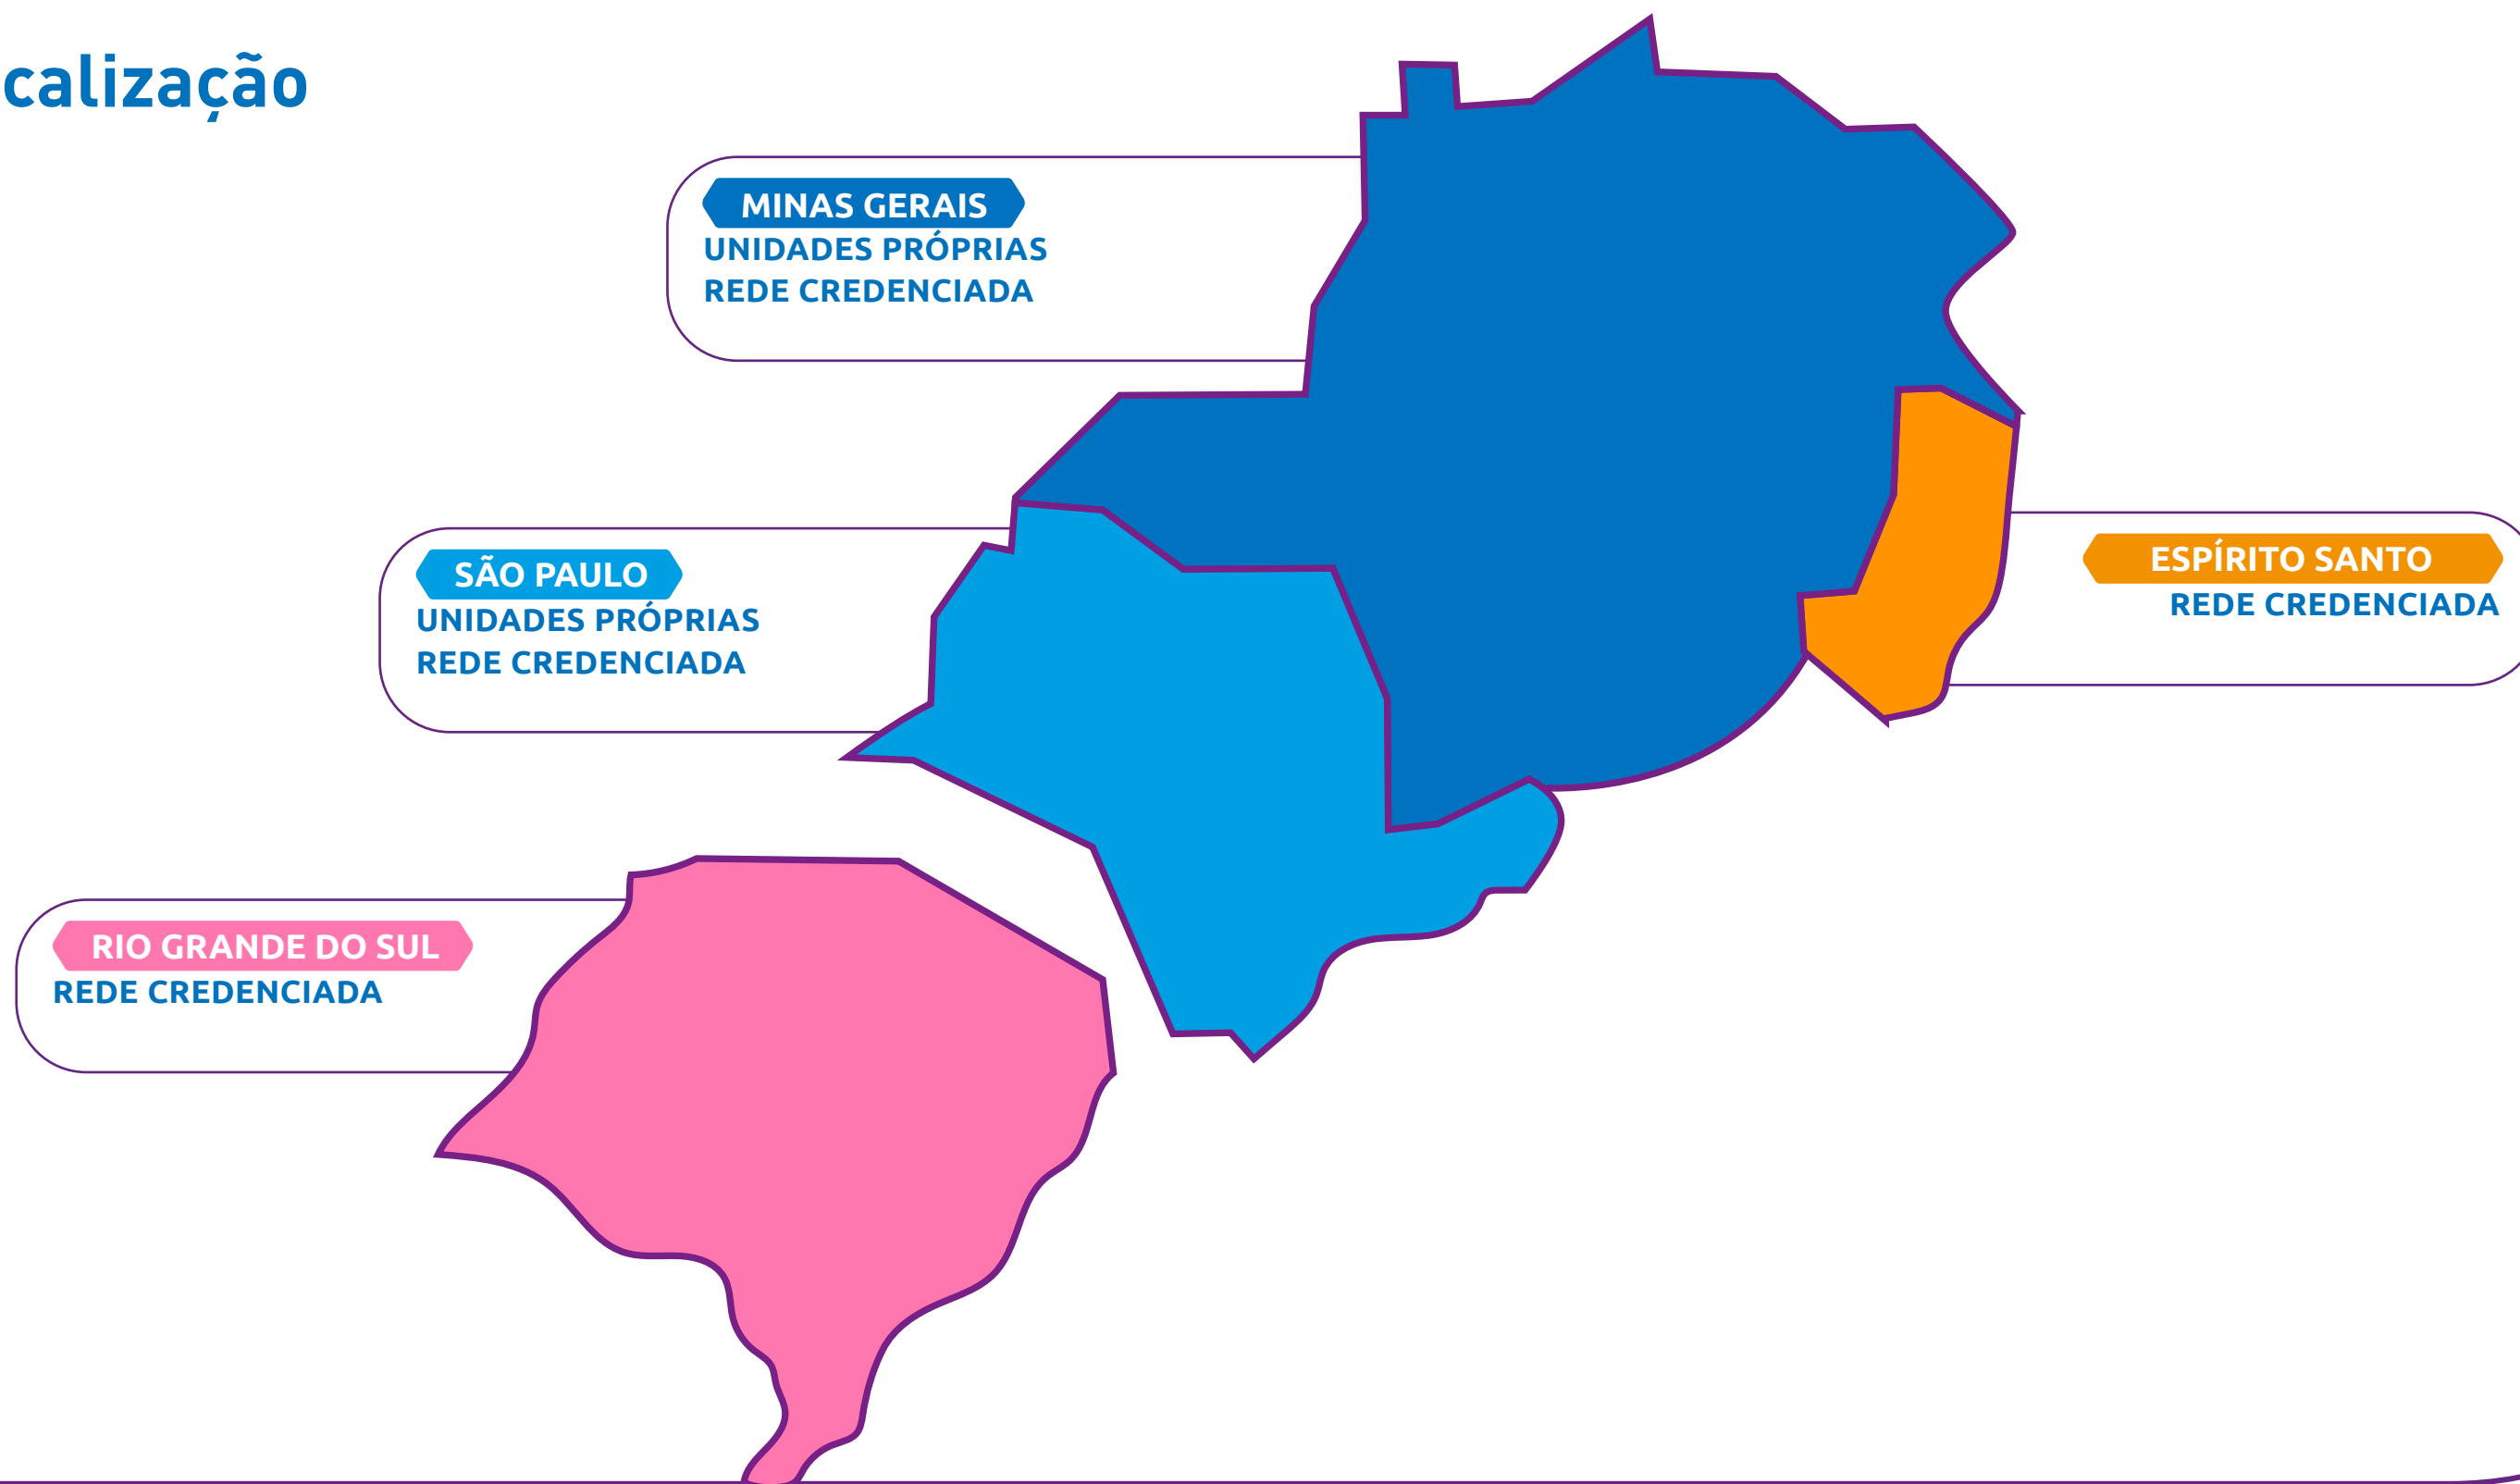 calização
MINAS GERAIS
UNIDADES PRÓPRIAS
REDE CREDENCIADA
SÃO PAULO
UNIDADES PRÓPRIAS
REDE CREDENCIADA
ESPÍRITO SANTO
REDE CREDENCIADA
RIO GRANDE DO SUL
REDE CREDENCIADA